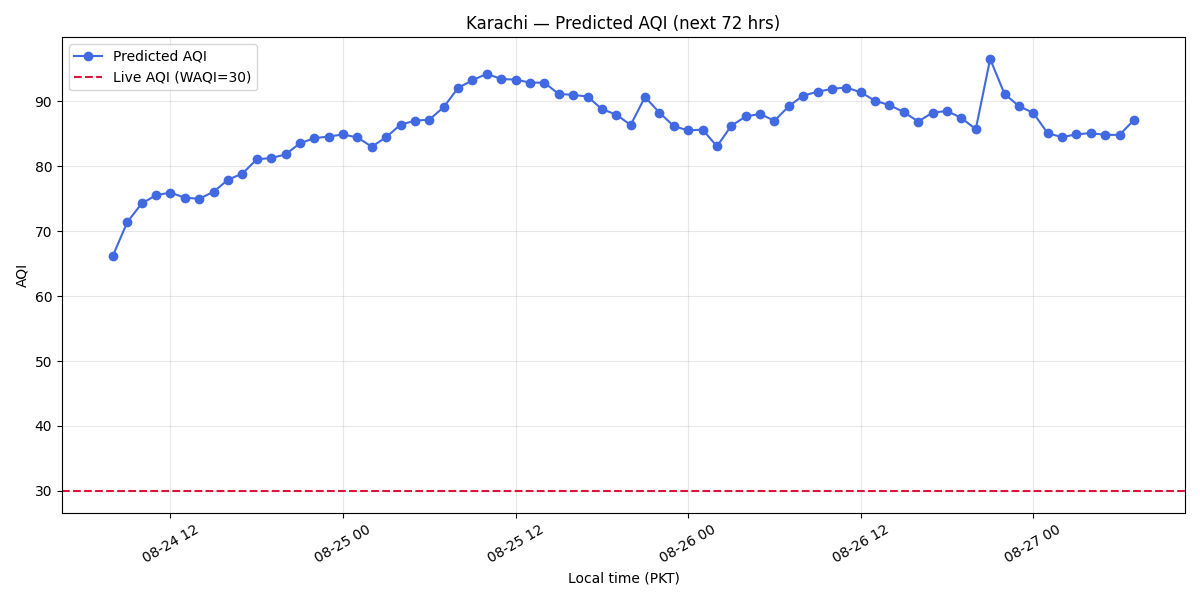 Karachi — Predicted AQI (next 72 hrs)
Predicted AQI
Live AQI (WAQI=30)
AQI
90
80
70
60
50
40
30
08-24 12
08-25 00
08-25 12
08-26 00
08-26 12
08-27 00
Local time (PKT)